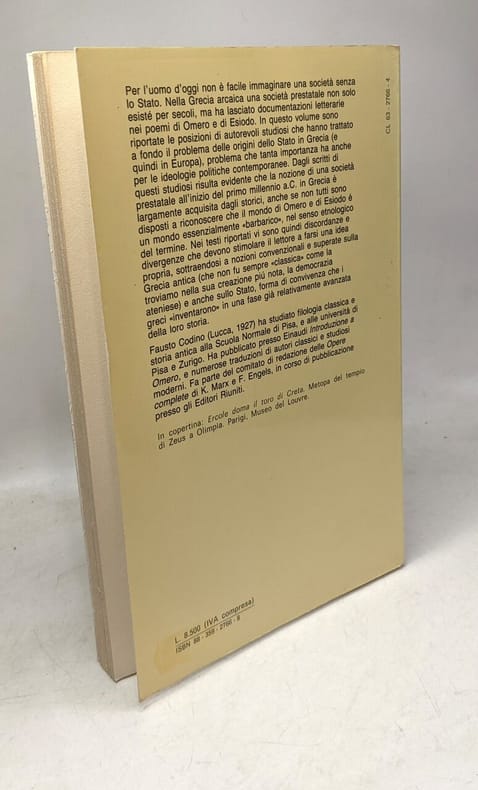 Per l'uomo d'oggi non è facile immaginare una società senza
lo Stato. Nella Grecia arcaica una società prestatale non solo
esisté per secoli, ma ha lasciato documentazioni letterarie
nei poemi di Omero e di Esiodo. In questo volume sono
riportate le posizioni di autorevoli studiosi che hanno trattato
a fondo il problema delle origini dello Stato in Grecia (e
quindi in Europa), problema che tanta importanza ha anche
per le ideologie politiche contemporanee. Dagli scritti di
questi studiosi risulta evidente che la nozione di una società
prestatale all'inizio del primo millennio a.C. in Grecia è
largamente acquisita dagli storici, anche se non tutti sono
disposti a riconoscere che il mondo di Omero e di Esiodo è
un mondo essenzialmente «barbarico», nel senso etnologico
del termine. Nei testi riportati vi sono quindi discordanze e
divergenze che devono stimolare il lettore a farsi una idea
propria, sottraendosi a nozioni convenzionali e superate sulla
Grecia antica (che non fu sempre «classica» come la
troviamo nella sua creazione piú nota, la democrazia
ateniese) e anche sullo Stato, forma di convivenza che i
greci «inventarono» in una fase già relativamente avanzata
della loro storia.
Fausto Codino (Lucca, 1927) ha studiato filologia classica e
storia antica alla Scuola Normale di Pisa, e alle università di
Pisa e Zurigo. Ha pubblicato presso Einaudi Introduzione a
Omero, e numerose traduzioni di autori classici e studiosi
moderni. Fa parte del comitato di redazione delle Opere
complete di K. Marx e F. Engels, in corso di pubblicazione
presso gli Editori Riuniti.
In copertina: Ercole doma il toro di Creta. Metopa del tempio
di Zeus a Olimpia. Parigi, Museo del Louvre.
L. 8.500 (IVA compresa)
ISBN 88 - 359 - 2766 - 8
CL 63 - 2766 - 4